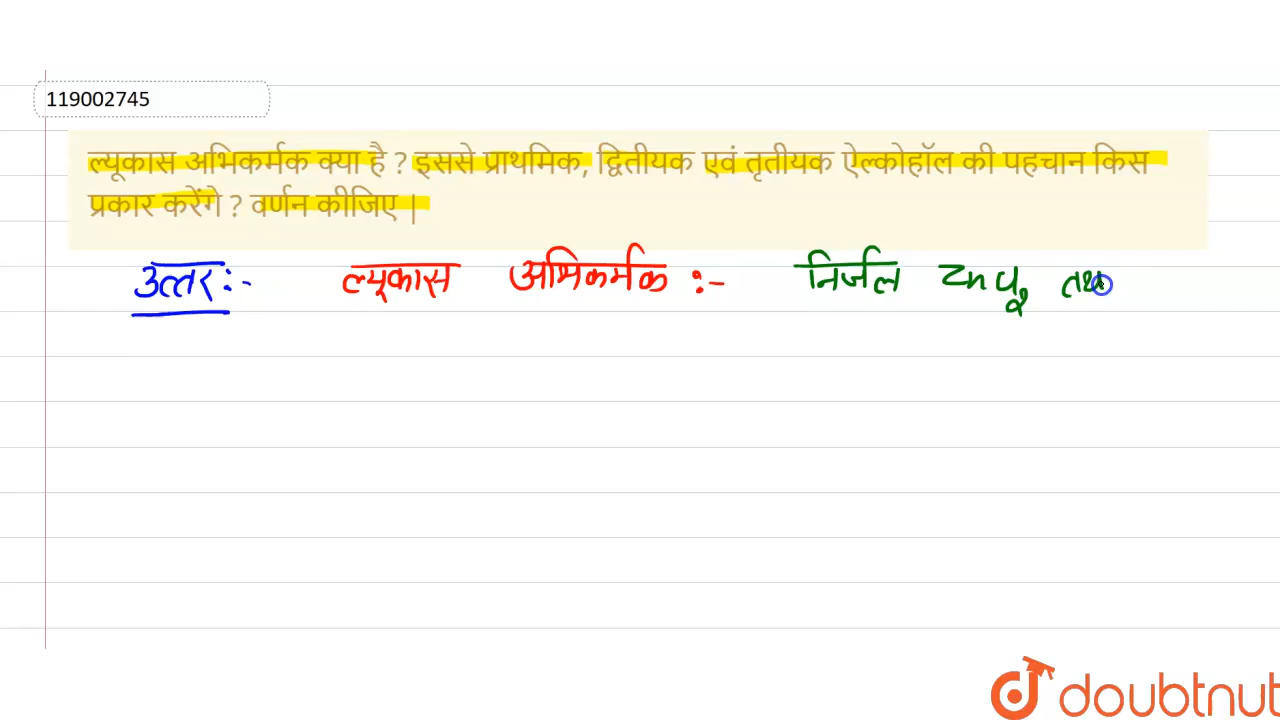 119002745
ल्यूकास अभिकर्मक क्या है ? इससे प्राथमिक, द्वितीयक एवं तृतीयक ऐल्कोहॉल की पहचान किस
प्रकार करेंगे ? वर्णन कीजिए |
उत्तर :- ल्यूकास अभिकर्मक :- निर्जल तथा
doubtnut